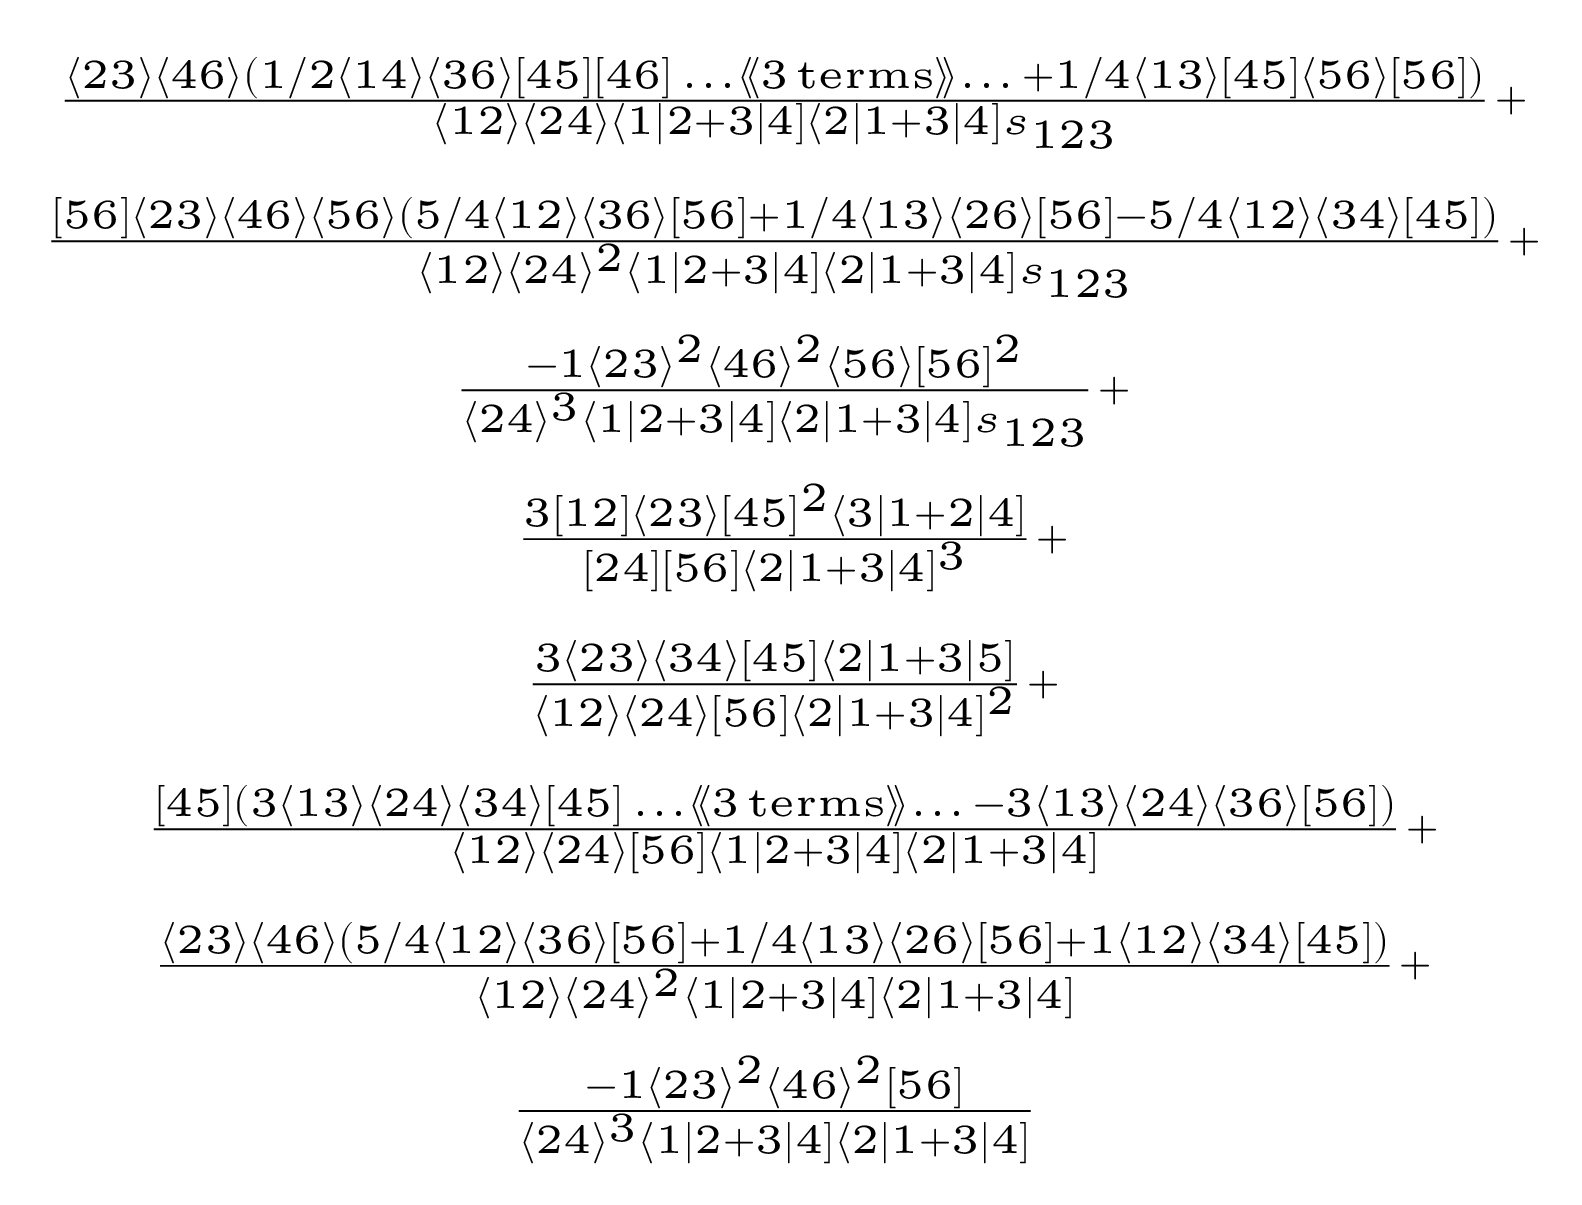 ⟨23⟩⟨46⟩(1/2⟨14⟩⟨36⟩[45][46] …⟪3 terms⟫… +1/4⟨13⟩[45]⟨56⟩[56])
⟨12⟩⟨24⟩⟨1|2+3|4]⟨2|1+3|4]s₁₂₃ +
[56]⟨23⟩⟨46⟩⟨56⟩(5/4⟨12⟩⟨36⟩[56]+1/4⟨13⟩⟨26⟩[56]−5/4⟨12⟩⟨34⟩[45])
⟨12⟩⟨24⟩²⟨1|2+3|4]⟨2|1+3|4]s₁₂₃ +
−1⟨23⟩²⟨46⟩²⟨56⟩[56]²
⟨24⟩³⟨1|2+3|4]⟨2|1+3|4]s₁₂₃ +
3[12]⟨23⟩[45]²⟨3|1+2|4]
[24][56]⟨2|1+3|4]³ +
3⟨23⟩⟨34⟩[45]⟨2|1+3|5]
⟨12⟩⟨24⟩[56]⟨2|1+3|4]² +
[45](3⟨13⟩⟨24⟩⟨34⟩[45] …⟪3 terms⟫… −3⟨13⟩⟨24⟩⟨36⟩[56])
⟨12⟩⟨24⟩[56]⟨1|2+3|4]⟨2|1+3|4] +
⟨23⟩⟨46⟩(5/4⟨12⟩⟨36⟩[56]+1/4⟨13⟩⟨26⟩[56]+1⟨12⟩⟨34⟩[45])
⟨12⟩⟨24⟩²⟨1|2+3|4]⟨2|1+3|4] +
−1⟨23⟩²⟨46⟩²[56]
⟨24⟩³⟨1|2+3|4]⟨2|1+3|4]